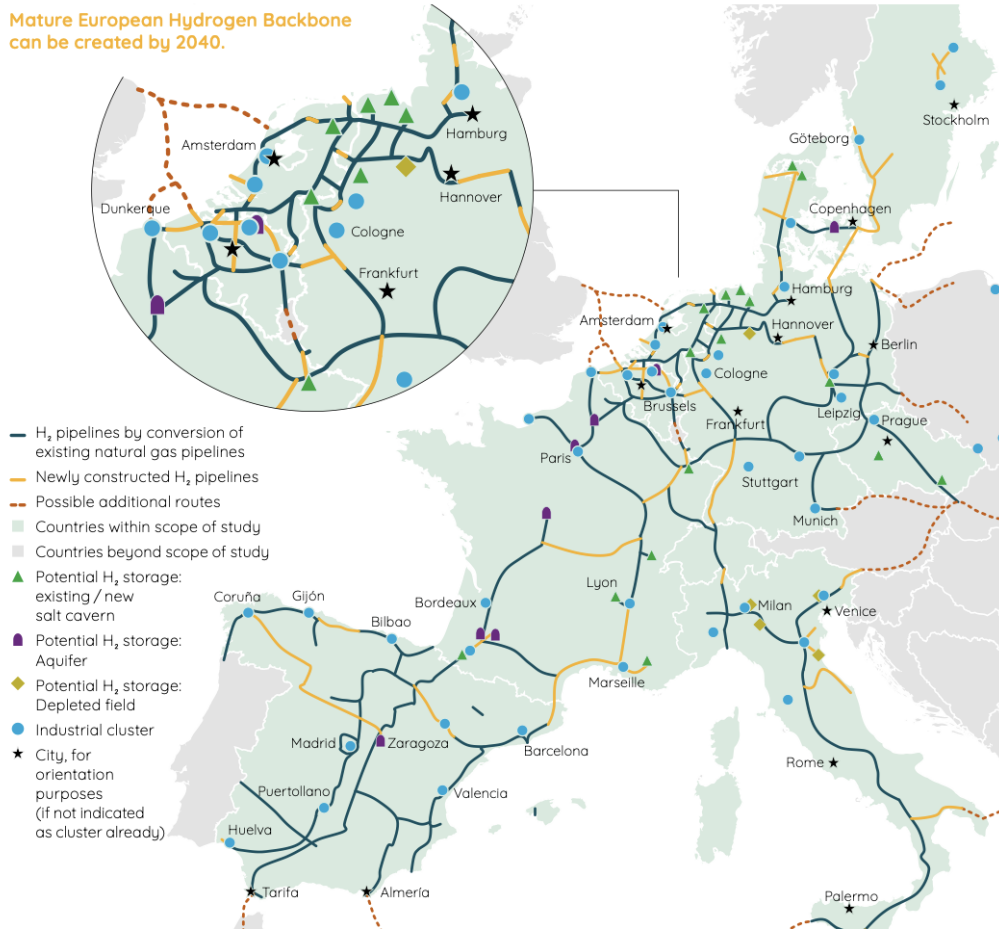 Mature European Hydrogen Backbone
can be created by 2040.
Hamburg
Amsterdam
Hannover
Dunkerque
Cologne
Frankfurt
Stockholm
Göteborg
Copenhagen
Hamburg
Amsterdam
Hannover
Berlin
Cologne
Brussels
Leipzig
Frankfurt
Prague
Paris
Stuttgart
Munich
H₂ pipelines by conversion of
existing natural gas pipelines
Newly constructed H₂ pipelines
Possible additional routes
Countries within scope of study
Countries beyond scope of study
Potential H₂ storage:
existing / new
salt cavern
Potential H₂ storage:
Aquifer
Potential H₂ storage:
Depleted field
Industrial cluster
City, for
orientation
purposes
(if not indicated
as cluster already)
Lyon
Coruña
Gijón
Bordeaux
Milan
Venice
Bilbao
Marseille
Madrid
Zaragoza
Barcelona
Rome
Puertollano
Valencia
Huelva
Tarifa
Almería
Palermo